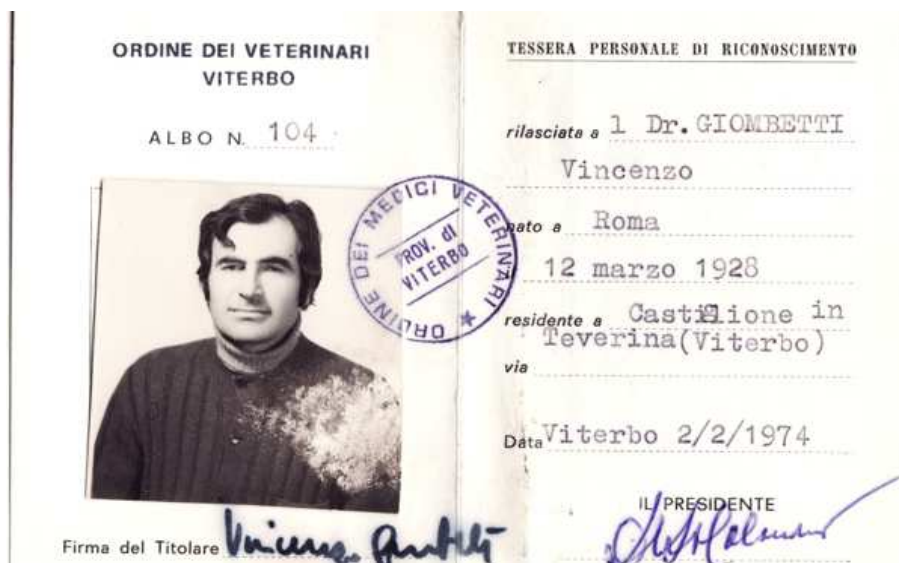 ORDINE DEI VETERINARI
VITERBO
ALBO N. 104
Firma del Titolare Vincenzo
ORDINE DEI MEDICI VETERINARI
PROV. di
VITERBO
TESSERA PERSONALE DI RICONOSCIMENTO
rilasciata a l Dr. GIOMBETTI
Vincenzo
nato a Roma
12 marzo 1928
residente a Castilione in
Teverina(Viterbo)
via
Data Viterbo 2/2/1974
IL PRESIDENTE